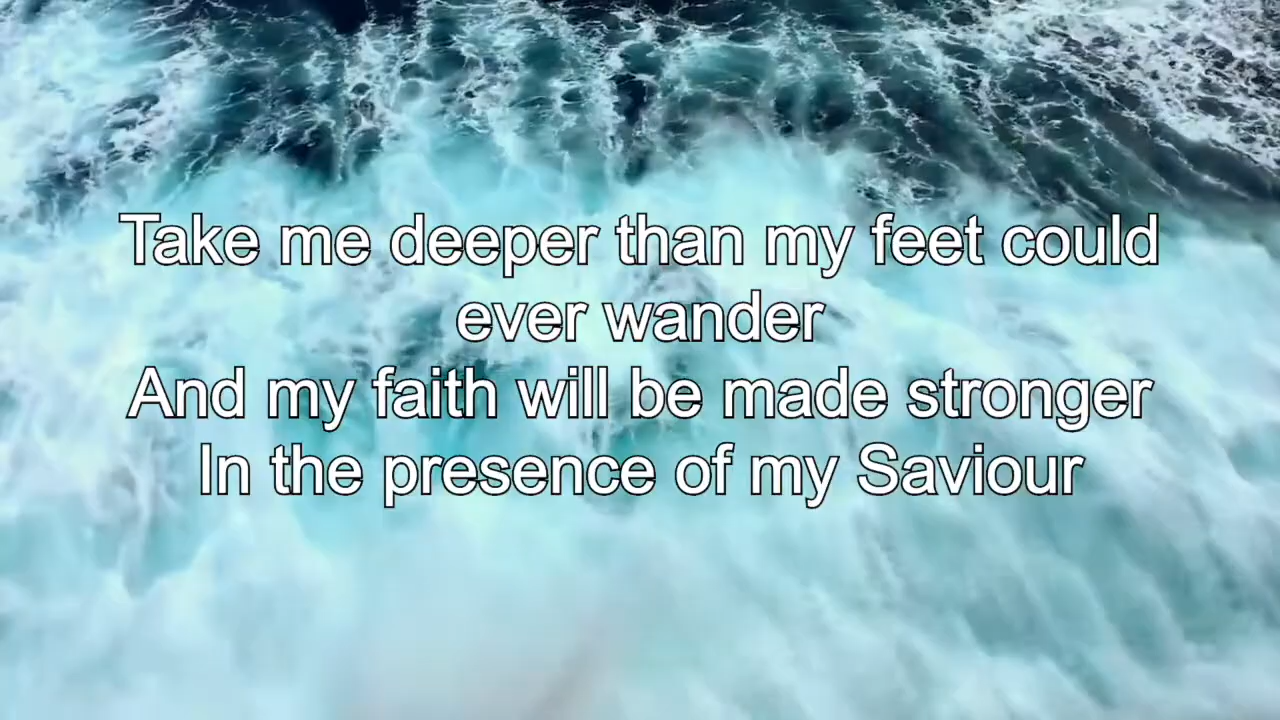 Take me deeper than my feet could
ever wander
And my faith will be made stronger
In the presence of my Saviour